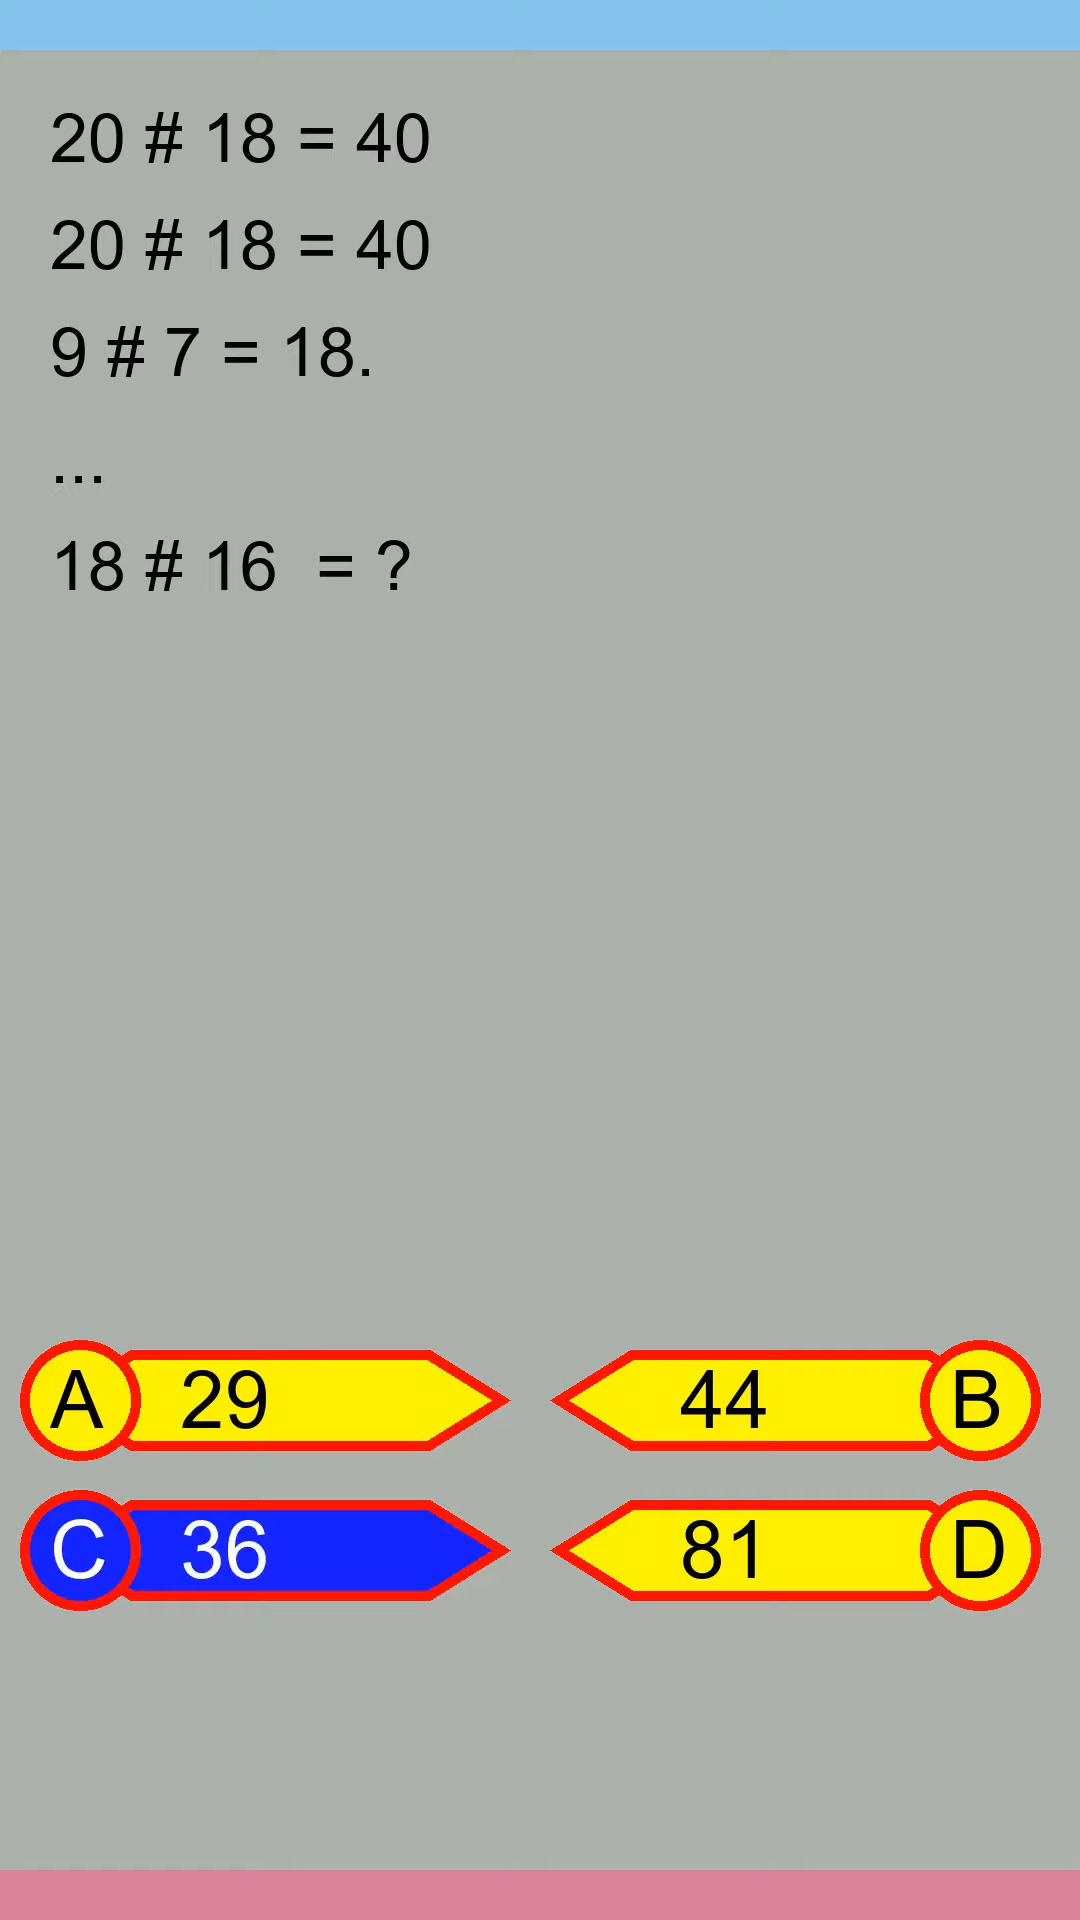 20 # 18 = 40
20 # 18 = 40
9 # 7 = 18.
...
18 # 16  = ?
A 29
44 B
C 36
81 D